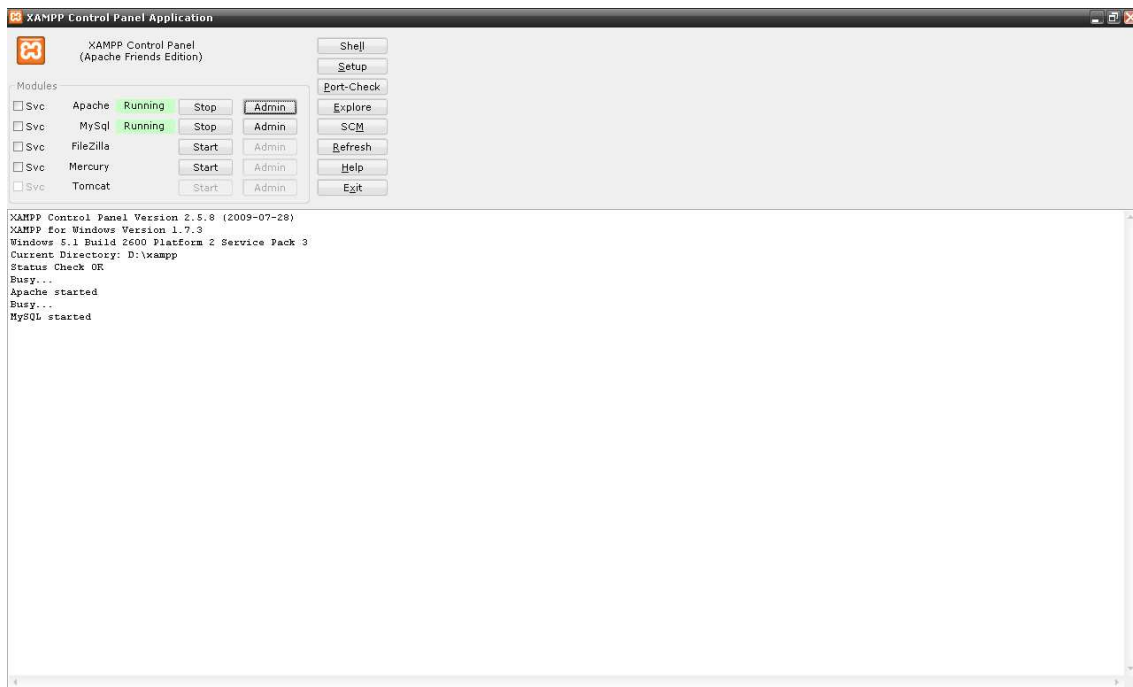 XAMPP Control Panel Application
XAMPP Control Panel
(Apache Friends Edition)
Modules
Svc Apache Running Stop Admin
Svc MySql Running Stop Admin
Svc FileZilla Start Admin
Svc Mercury Start Admin
Svc Tomcat Start Admin
Shell
Setup
Port-Check
Explore
SCM
Refresh
Help
Exit
XAMPP Control Panel Version 2.5.8 (2009-07-28)
XAMPP for Windows Version 1.7.3
Windows 5.1 Build 2600 Platform 2 Service Pack 3
Current Directory: D:\xampp
Status Check OK
Busy...
Apache started
Busy...
MySQL started